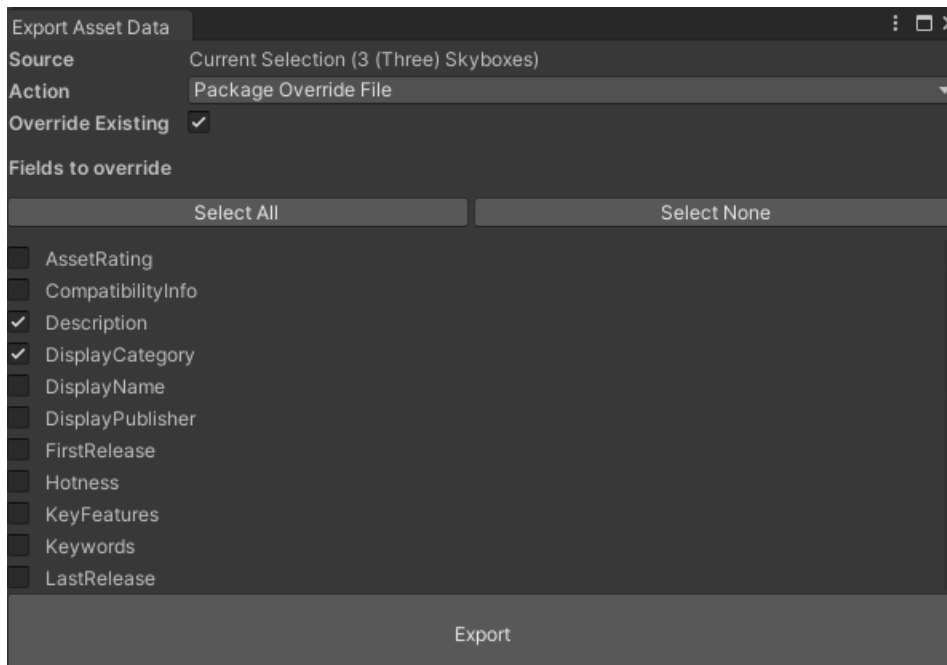 Export Asset Data
Source Current Selection (3 (Three) Skyboxes)
Action Package Override File
Override Existing
Fields to override
Select All Select None
AssetRating
CompatibilityInfo
Description
DisplayCategory
DisplayName
DisplayPublisher
FirstRelease
Hotness
KeyFeatures
Keywords
LastRelease
Export